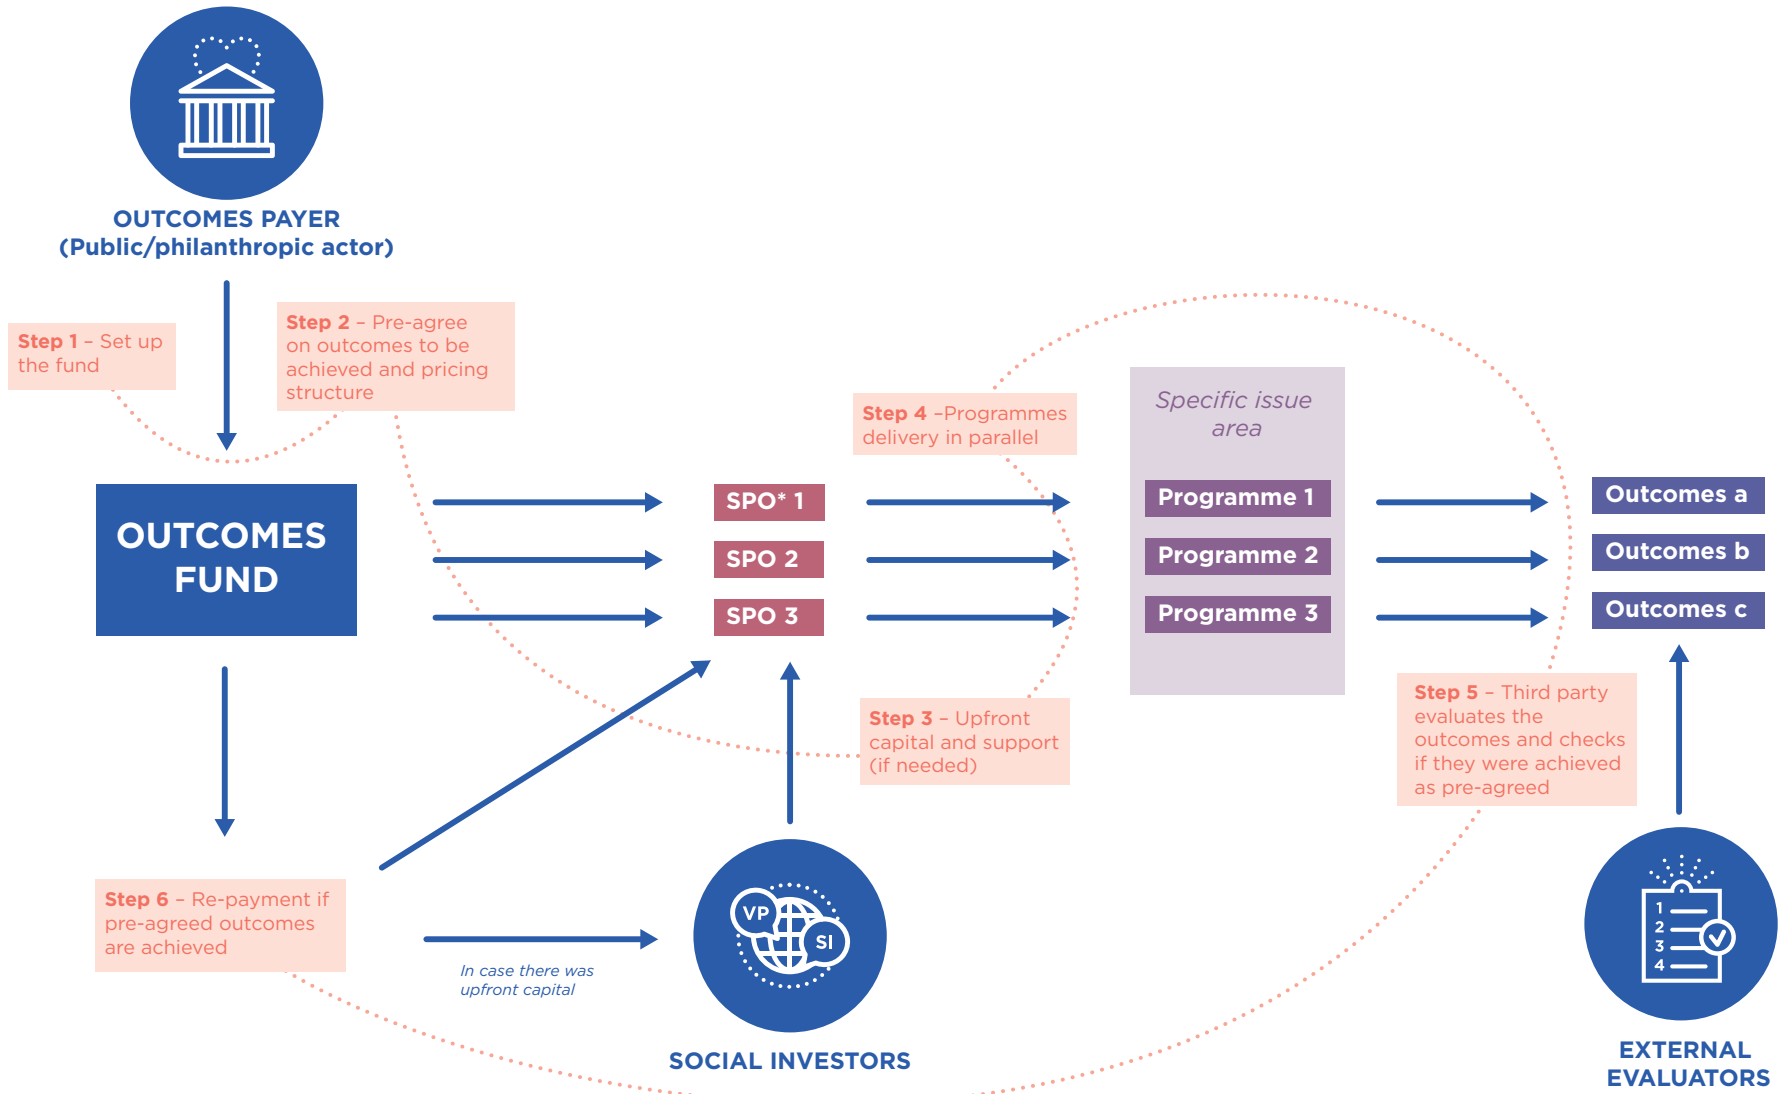 OUTCOMES PAYER
(Public/philanthropic actor)
Step 1 – Set up
the fund
Step 2 – Pre-agree
on outcomes to be
achieved and pricing
structure
OUTCOMES
FUND
SPO* 1
SPO 2
SPO 3
Step 3 – Upfront
capital and support
(if needed)
Step 4 –Programmes
delivery in parallel
Specific issue
area
Programme 1
Programme 2
Programme 3
Outcomes a
Outcomes b
Outcomes c
Step 5 – Third party
evaluates the
outcomes and checks
if they were achieved
as pre-agreed
Step 6 – Re-payment if
pre-agreed outcomes
are achieved
In case there was
upfront capital
VP
SI
SOCIAL INVESTORS
1
2
3
4
EXTERNAL
EVALUATORS